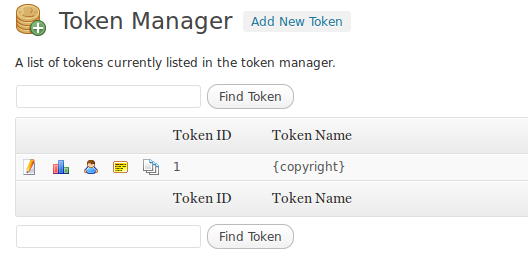 Token Manager Add New Token
A list of tokens currently listed in the token manager.
Find Token
Token ID Token Name
1 {copyright}
Token ID Token Name
Find Token